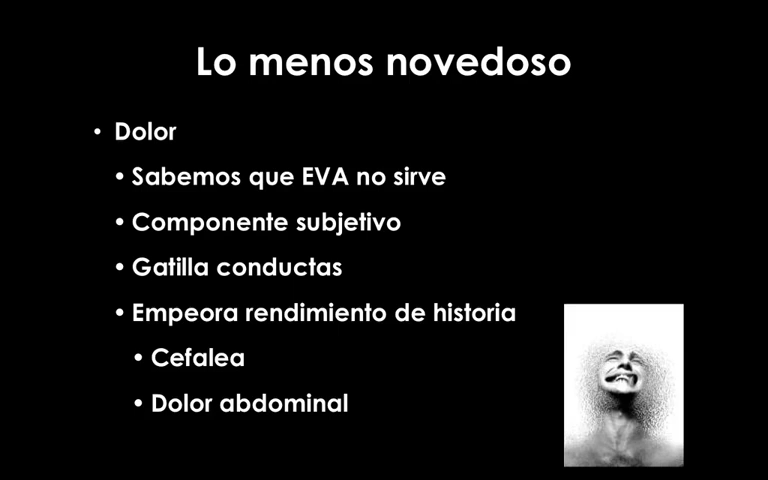 Lo menos novedoso
• Dolor
• Sabemos que EVA no sirve
• Componente subjetivo
• Gatilla conductas
• Empeora rendimiento de historia
• Cefalea
• Dolor abdominal